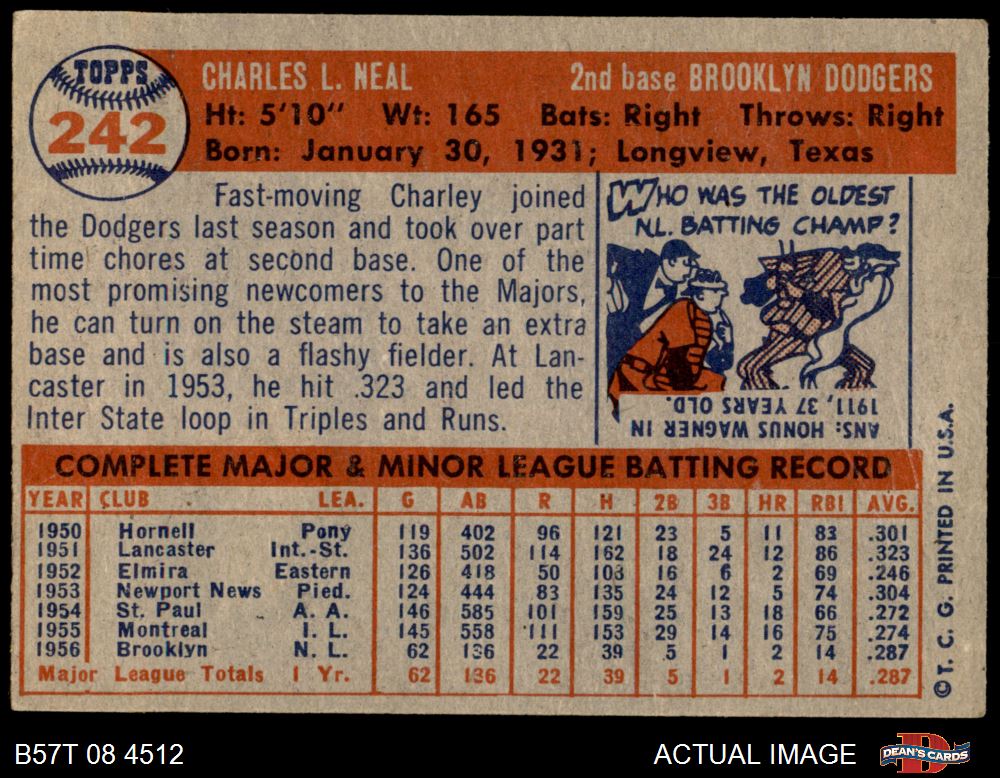 TOPPS
242
CHARLES L. NEAL 2nd base BROOKLYN DODGERS
Ht: 5'10" Wt: 165 Bats: Right Throws: Right
Born: January 30, 1931; Longview, Texas
Fast-moving Charley joined
the Dodgers last season and took over part
time chores at second base. One of the
most promising newcomers to the Majors,
he can turn on the steam to take an extra
base and is also a flashy fielder. At Lan-
caster in 1953, he hit .323 and led the
Inter State loop in Triples and Runs.
WHO WAS THE OLDEST
NL. BATTING CHAMP?
ANS: HONUS WAGNER IN
1911, 37 YEARS OLD.
COMPLETE MAJOR & MINOR LEAGUE BATTING RECORD
YEAR CLUB LEA. G AB R H 2B 3B HR RBI AVG.
1950 Hornell Pony 119 402 96 121 23 5 11 83 .301
1951 Lancaster Int.-St. 136 502 114 162 18 24 12 86 .323
1952 Elmira Eastern 126 418 50 103 16 6 2 69 .246
1953 Newport News Pied. 124 444 83 135 24 12 5 74 .304
1954 St. Paul A. A. 146 585 101 159 25 13 18 66 .272
1955 Montreal I. L. 145 558 111 153 29 14 16 75 .274
1956 Brooklyn N. L. 62 136 22 39 5 1 2 14 .287
Major League Totals 1 Yr. 62 136 22 39 5 1 2 14 .287
© T. C. G. PRINTED IN U.S.A.
B57T 08 4512 ACTUAL IMAGE
DEAN'S CARDS